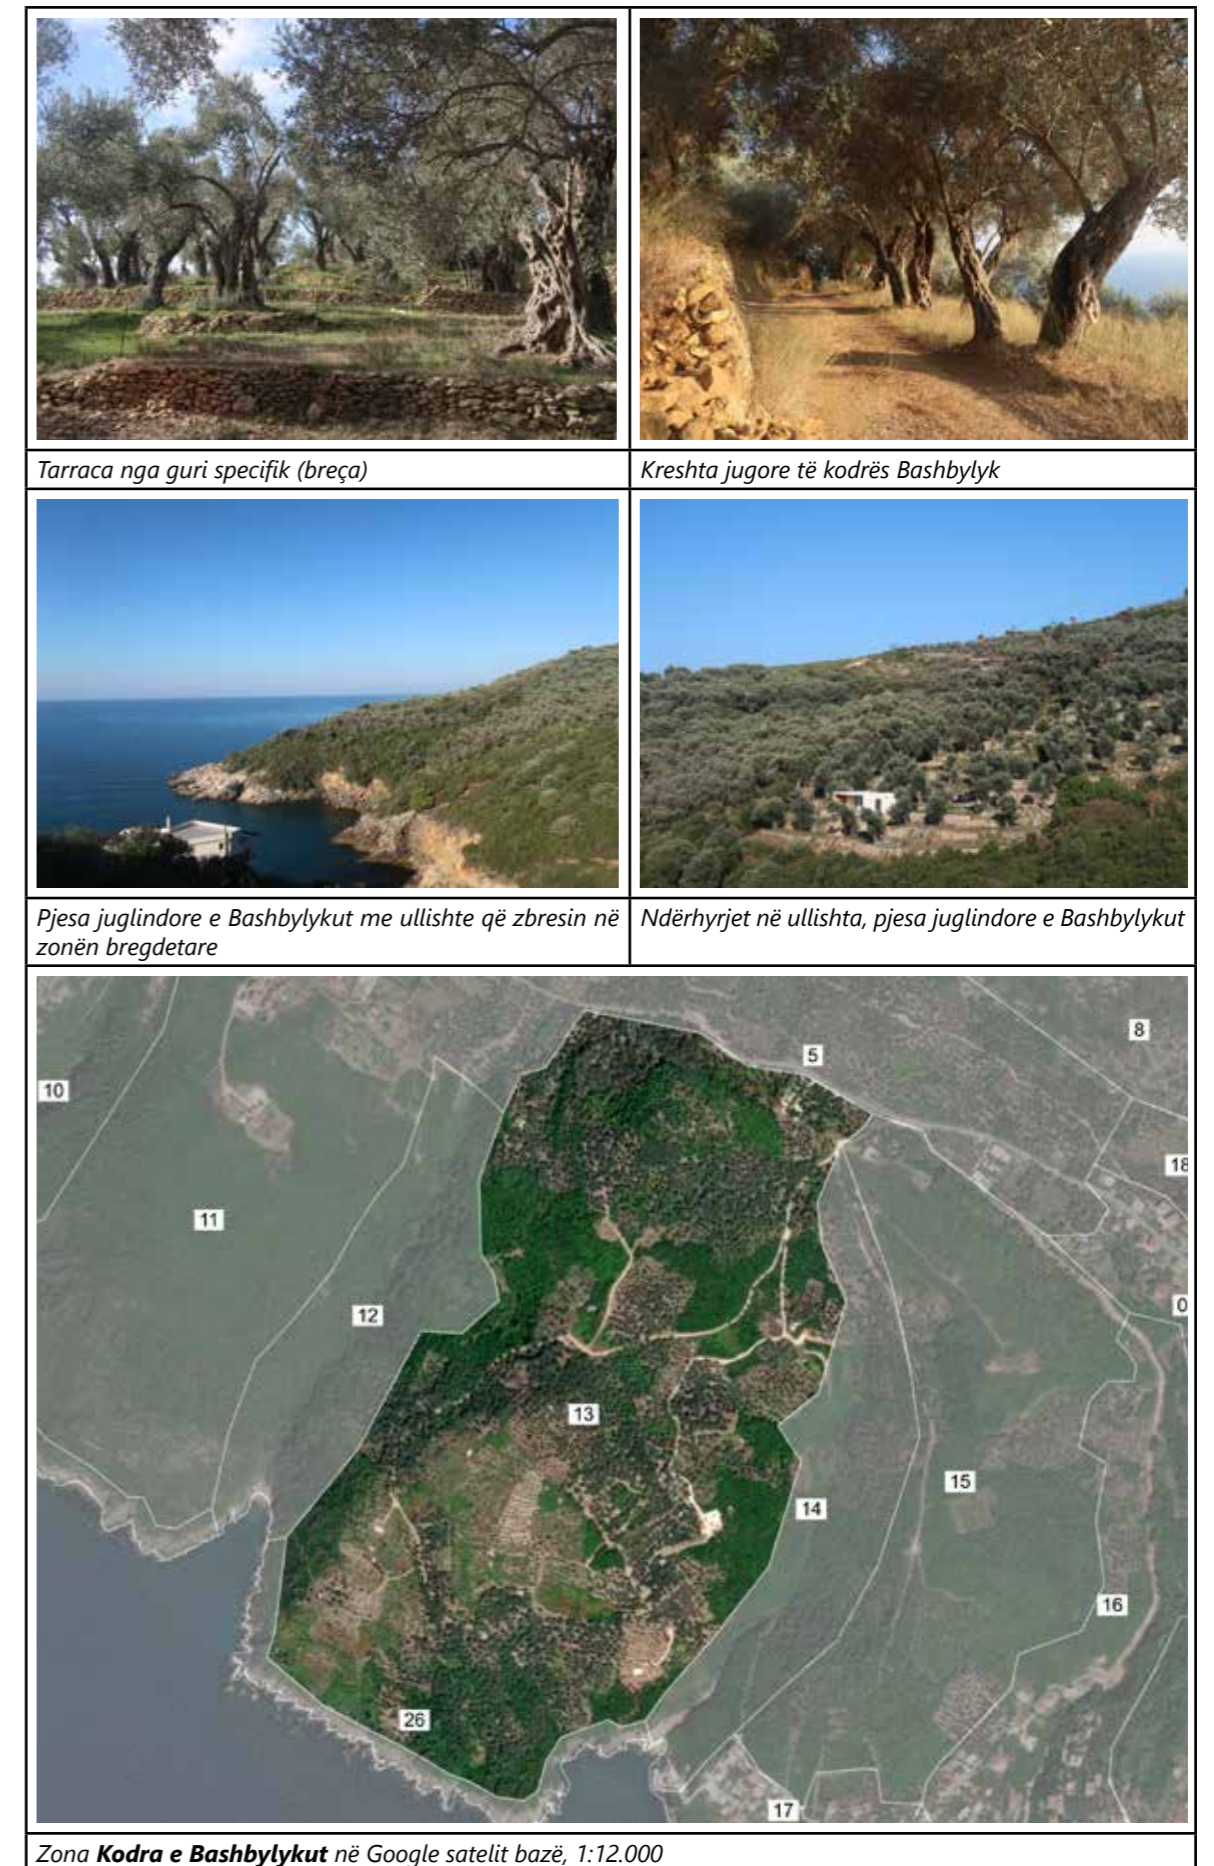 Tarraca nga guri specifik (breça)
Kreshta jugore të kodrës Bashbylyk
Pjesa juglindore e Bashbylykut me ullishte që zbresin në
zonën bregdetare
Ndërhyrjet në ullishta, pjesa juglindore e Bashbylykut
8
5
10
18
11
0
12
13
15
14
16
26
17
Zona Kodra e Bashbylykut në Google satelit bazë, 1:12.000